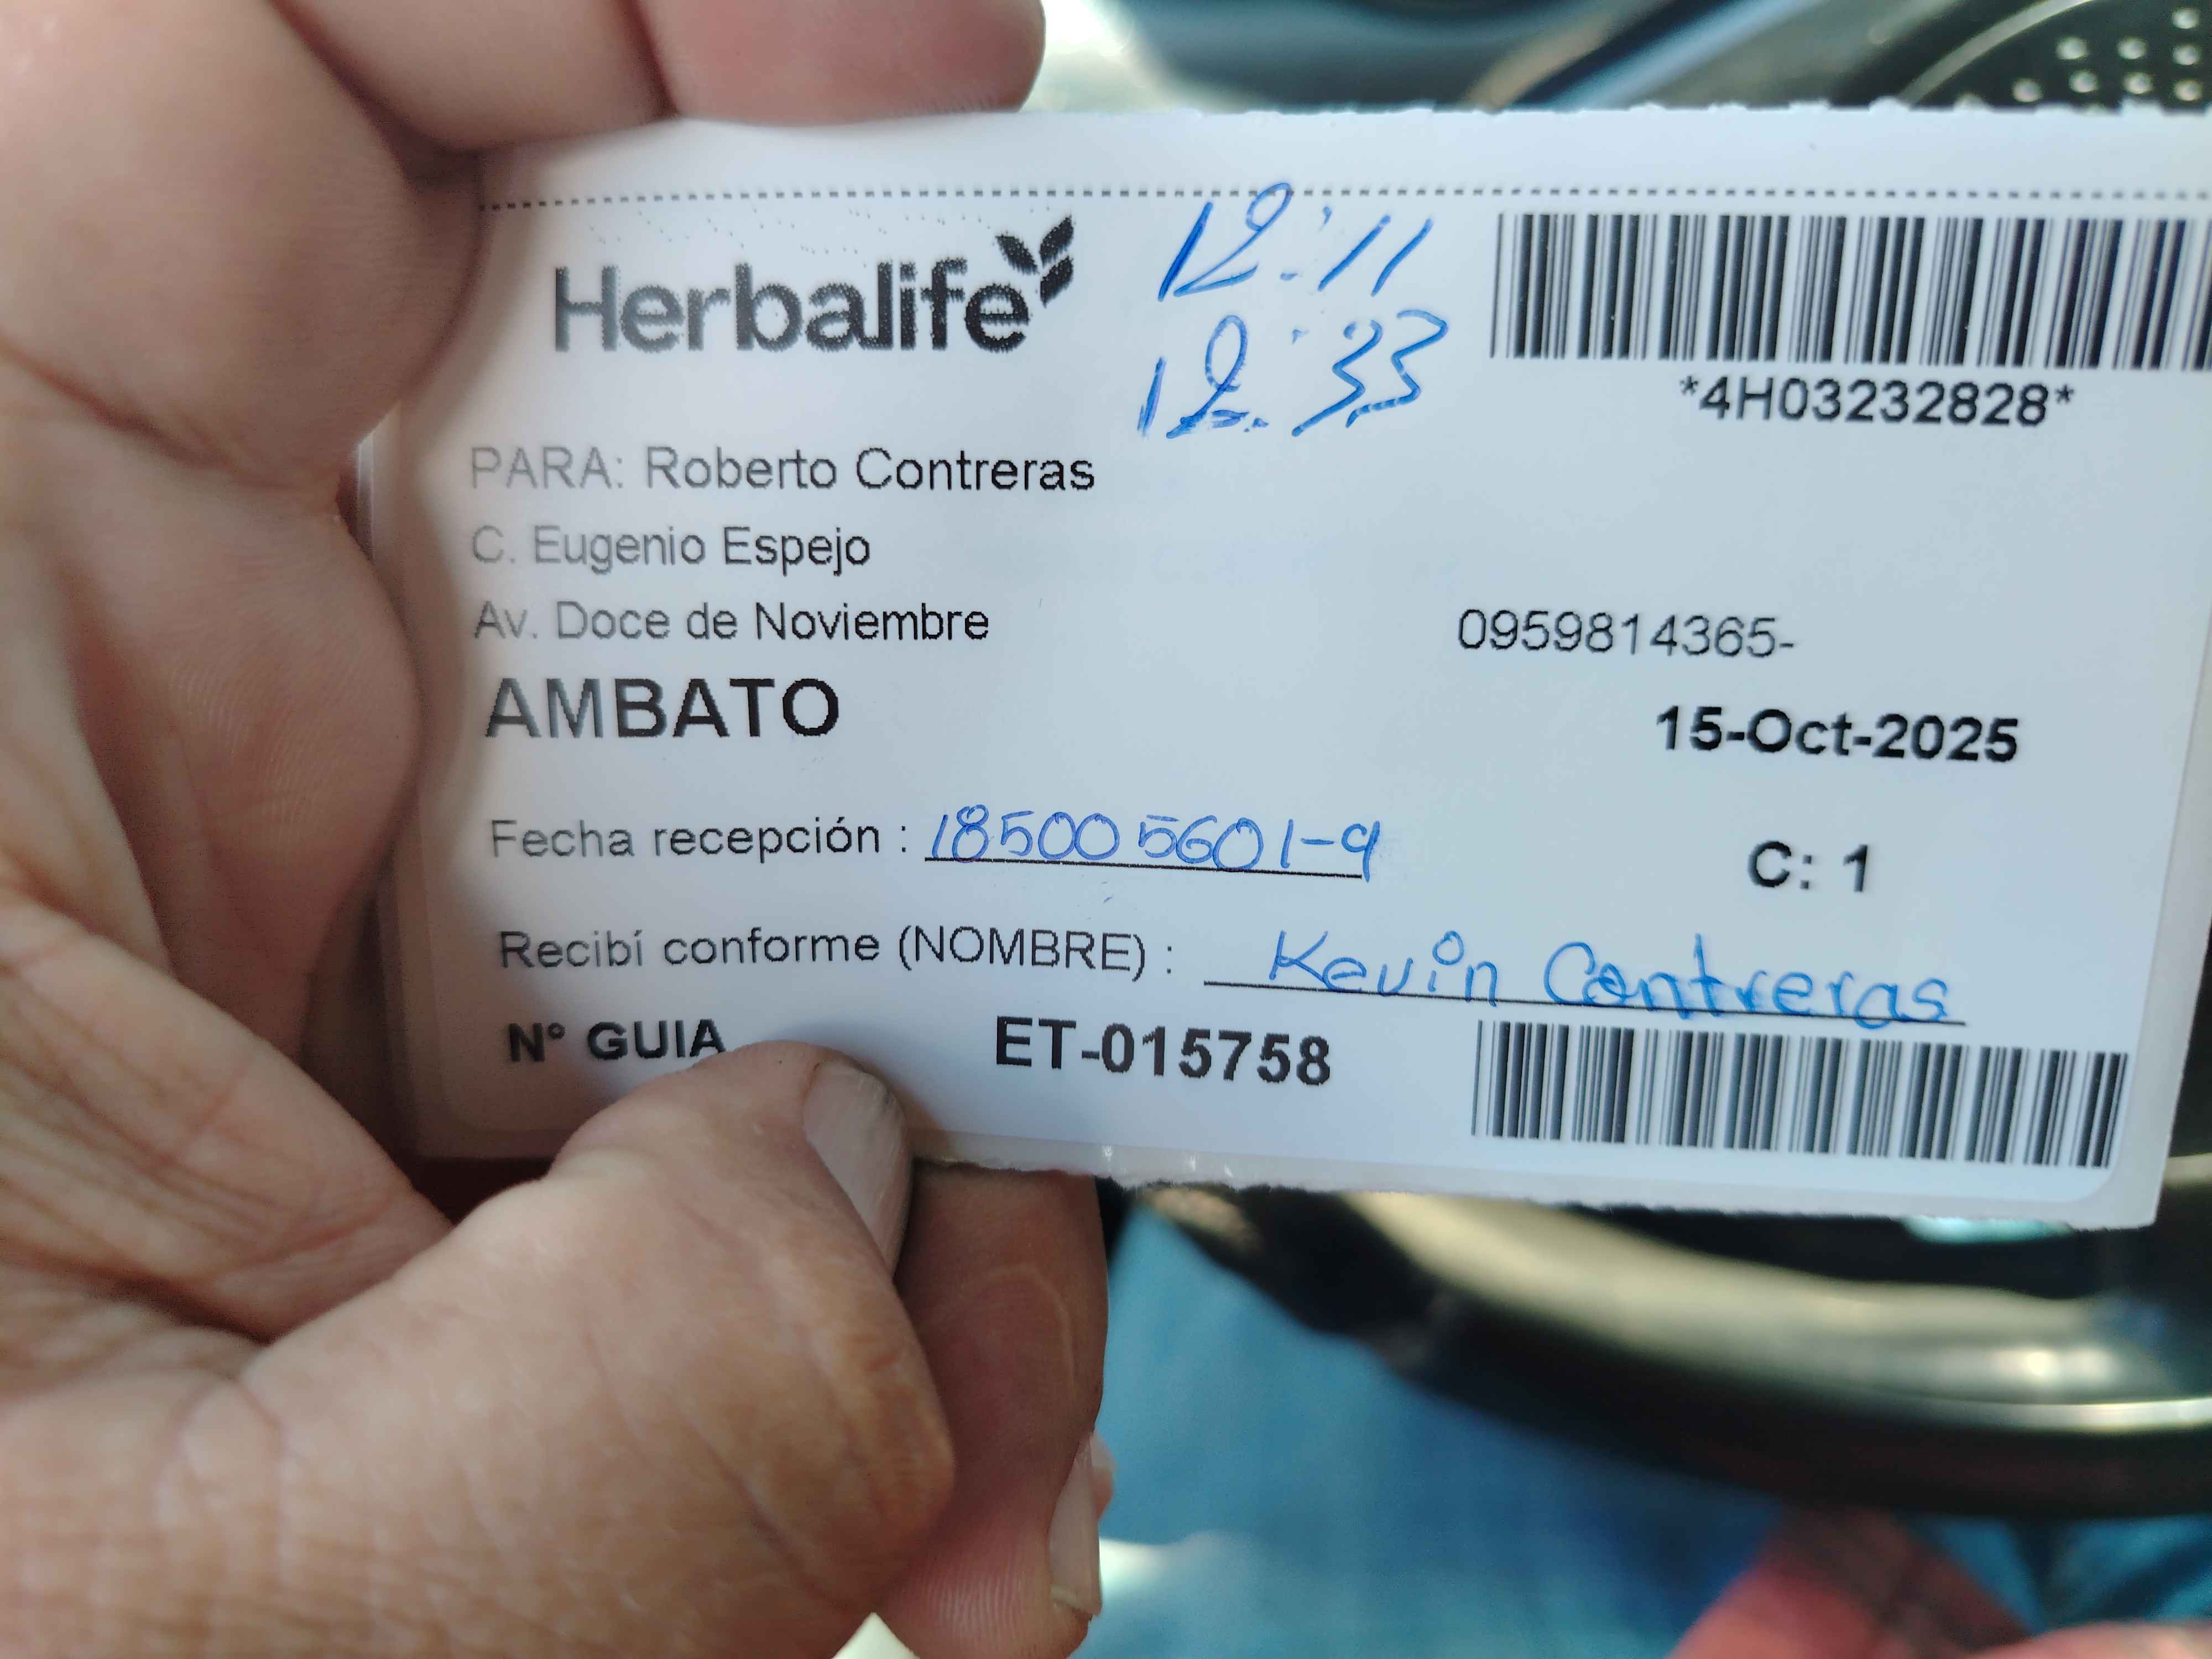 Herbalife
12:11
12:33
*4H03232828*
PARA: Roberto Contreras
C. Eugenio Espejo
Av. Doce de Noviembre
0959814365-
AMBATO
15-Oct-2025
Fecha recepción : 185005601-9
C: 1
Recibí conforme (NOMBRE) : Kevin Contreras
N° GUIA ET-015758